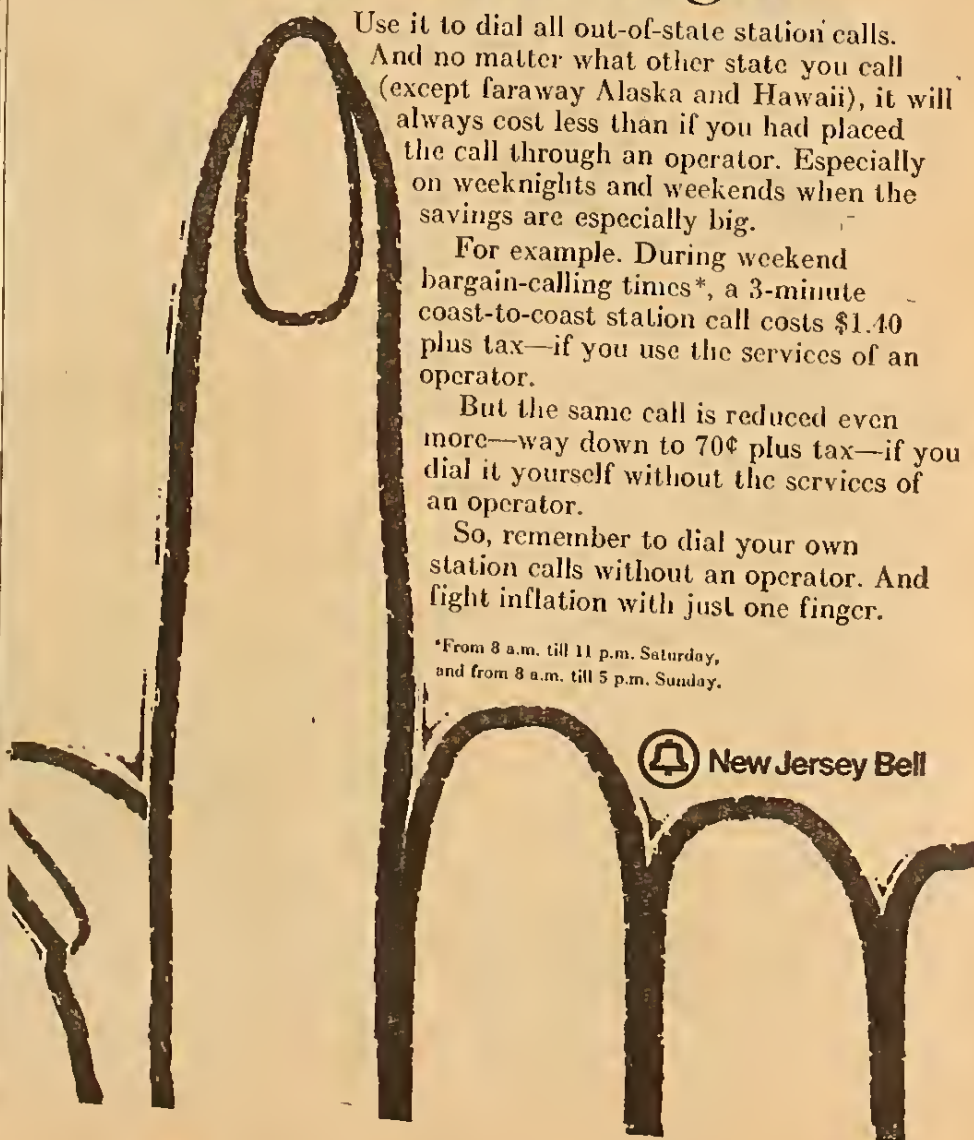 Use it to dial all out-of-state station calls.
And no matter what other state you call
(except faraway Alaska and Hawaii), it will
always cost less than if you had placed
the call through an operator. Especially
on weeknights and weekends when the
savings are especially big.
For example. During weekend
bargain-calling times*, a 3-minute
coast-to-coast station call costs $1.40
plus tax—if you use the services of an
operator.
But the same call is reduced even
more—way down to 70¢ plus tax—if you
dial it yourself without the services of
an operator.
So, remember to dial your own
station calls without an operator. And
fight inflation with just one finger.
*From 8 a.m. till 11 p.m. Saturday,
and from 8 a.m. till 5 p.m. Sunday.
New Jersey Bell